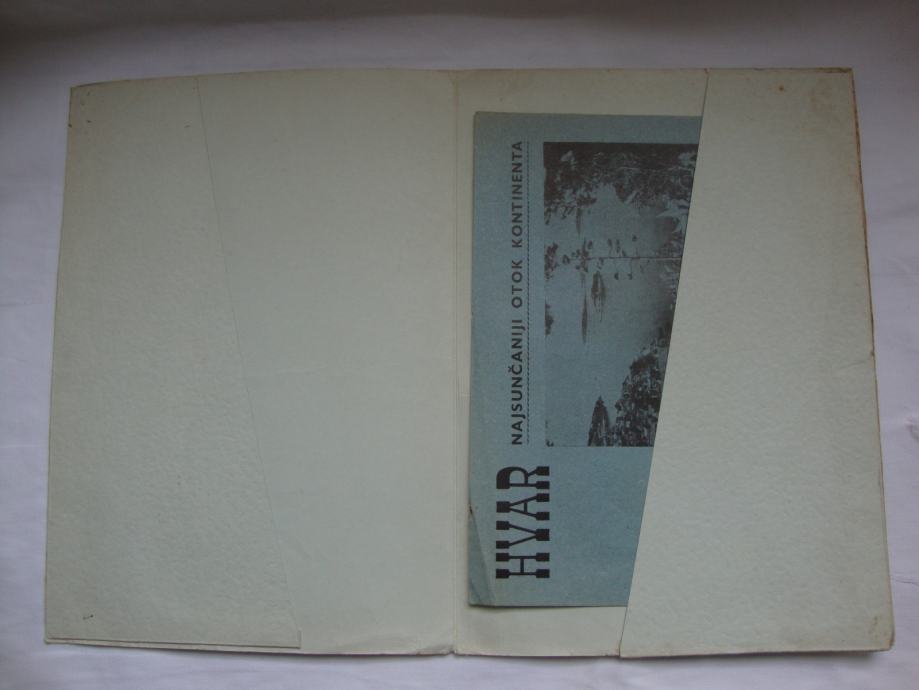 HVAR
NAJSUNČANIJI OTOK KONTINENTA